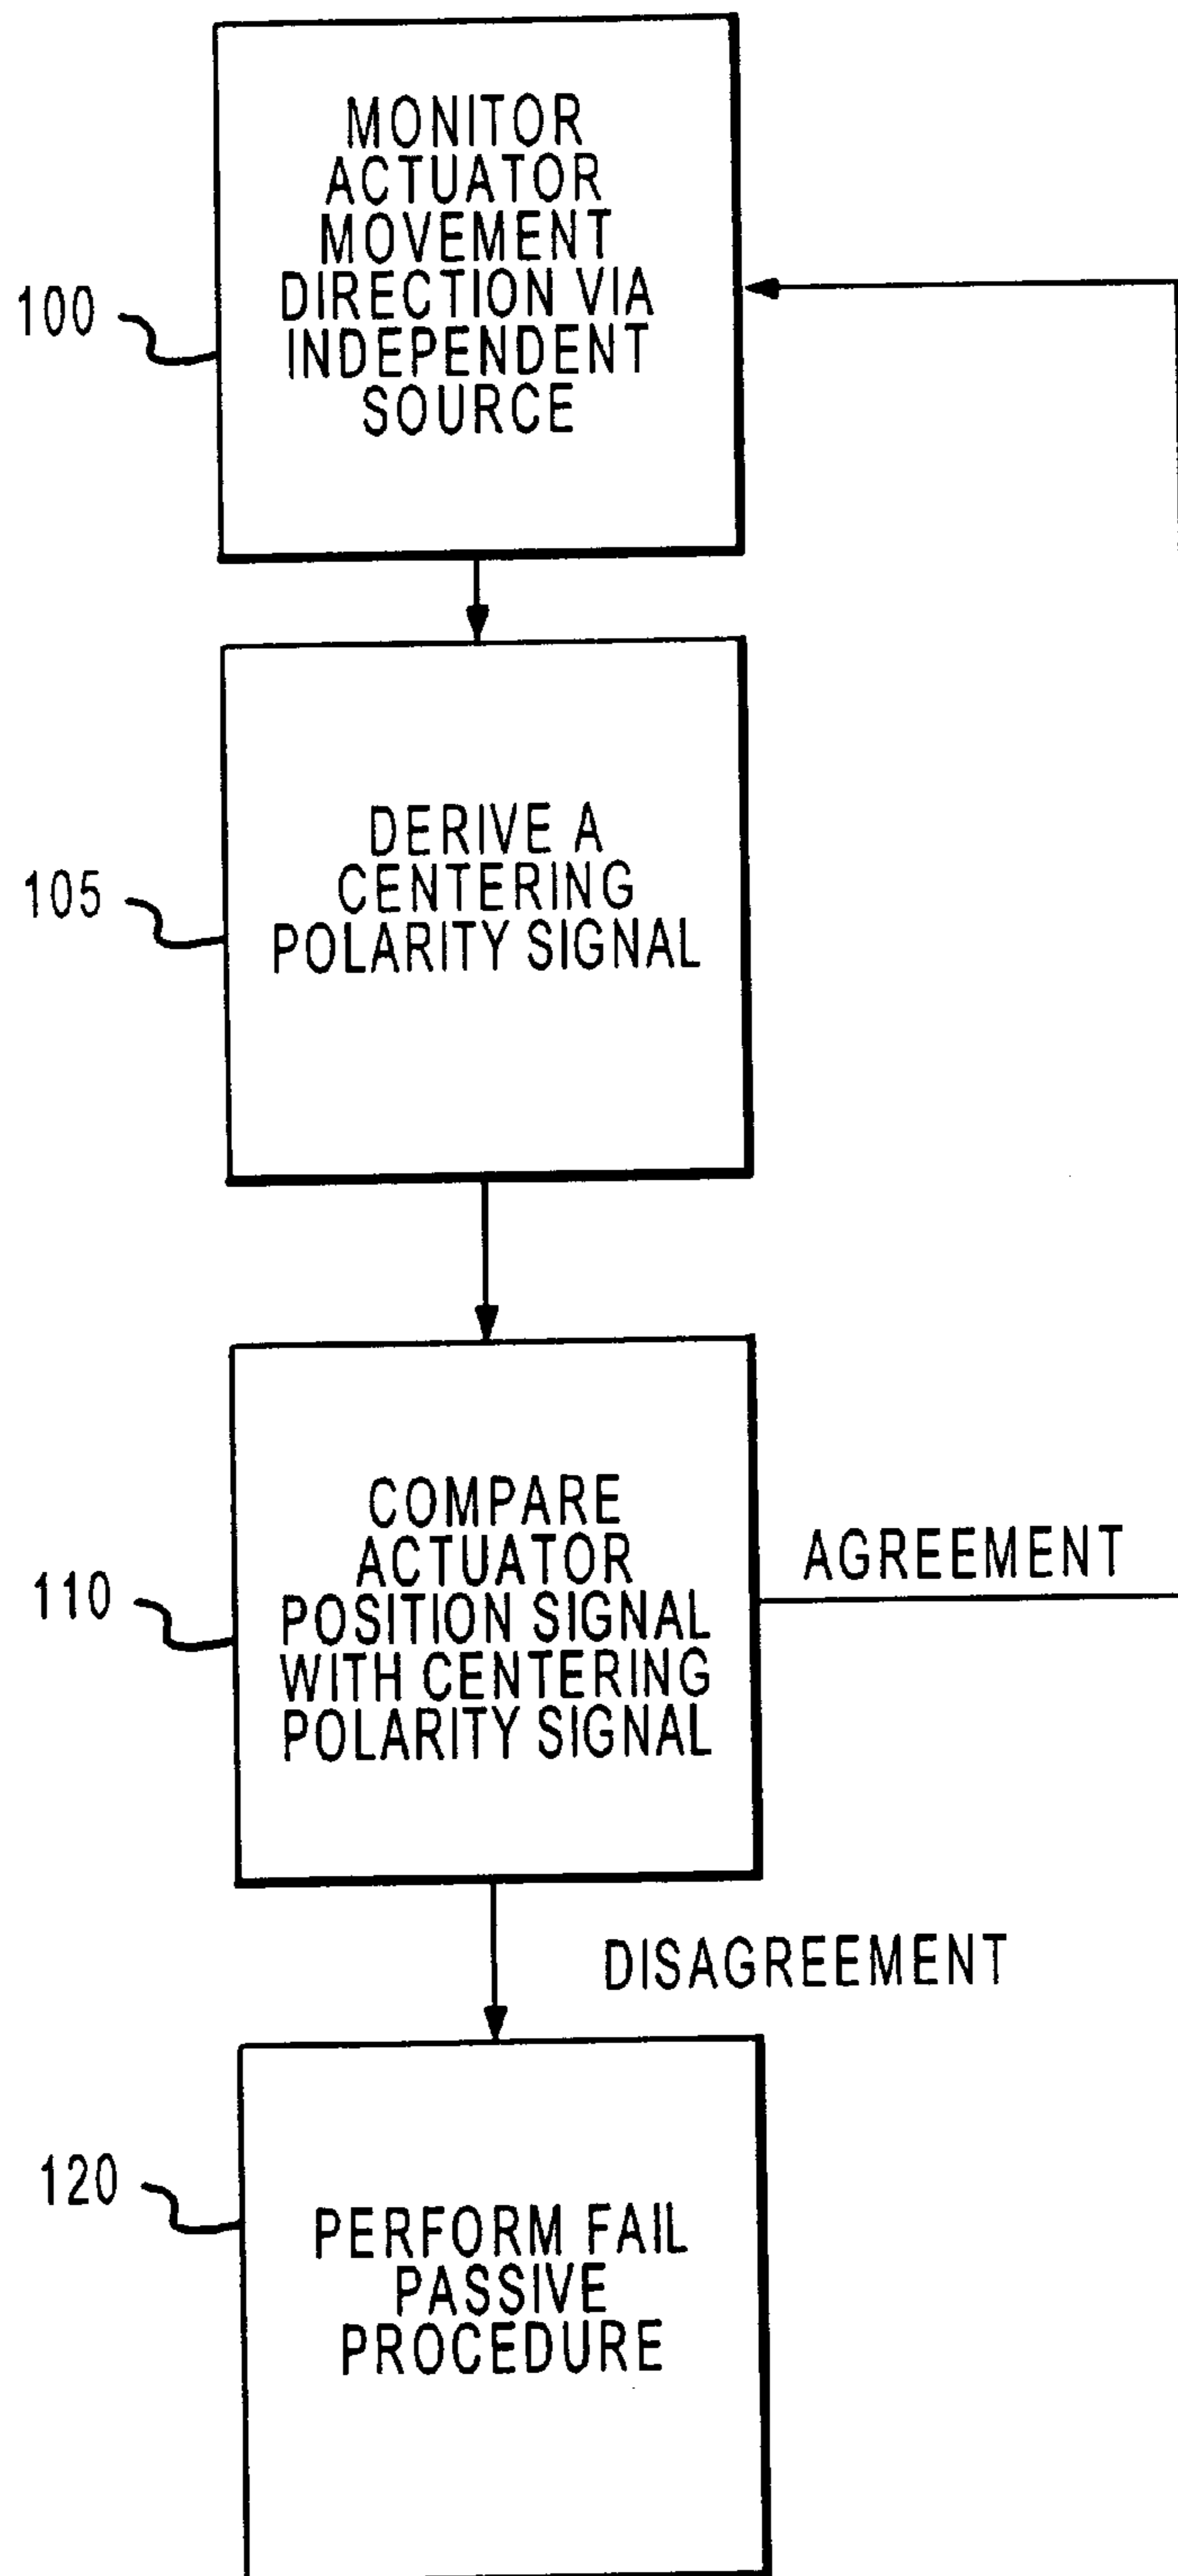 MONITOR
ACTUATOR
MOVEMENT
DIRECTION VIA
INDEPENDENT
SOURCE
100
DERIVE A
CENTERING
POLARITY SIGNAL
105
COMPARE
ACTUATOR
POSITION SIGNAL
WITH CENTERING
POLARITY SIGNAL
110
AGREEMENT
DISAGREEMENT
120
PERFORM FAIL
PASSIVE
PROCEDURE